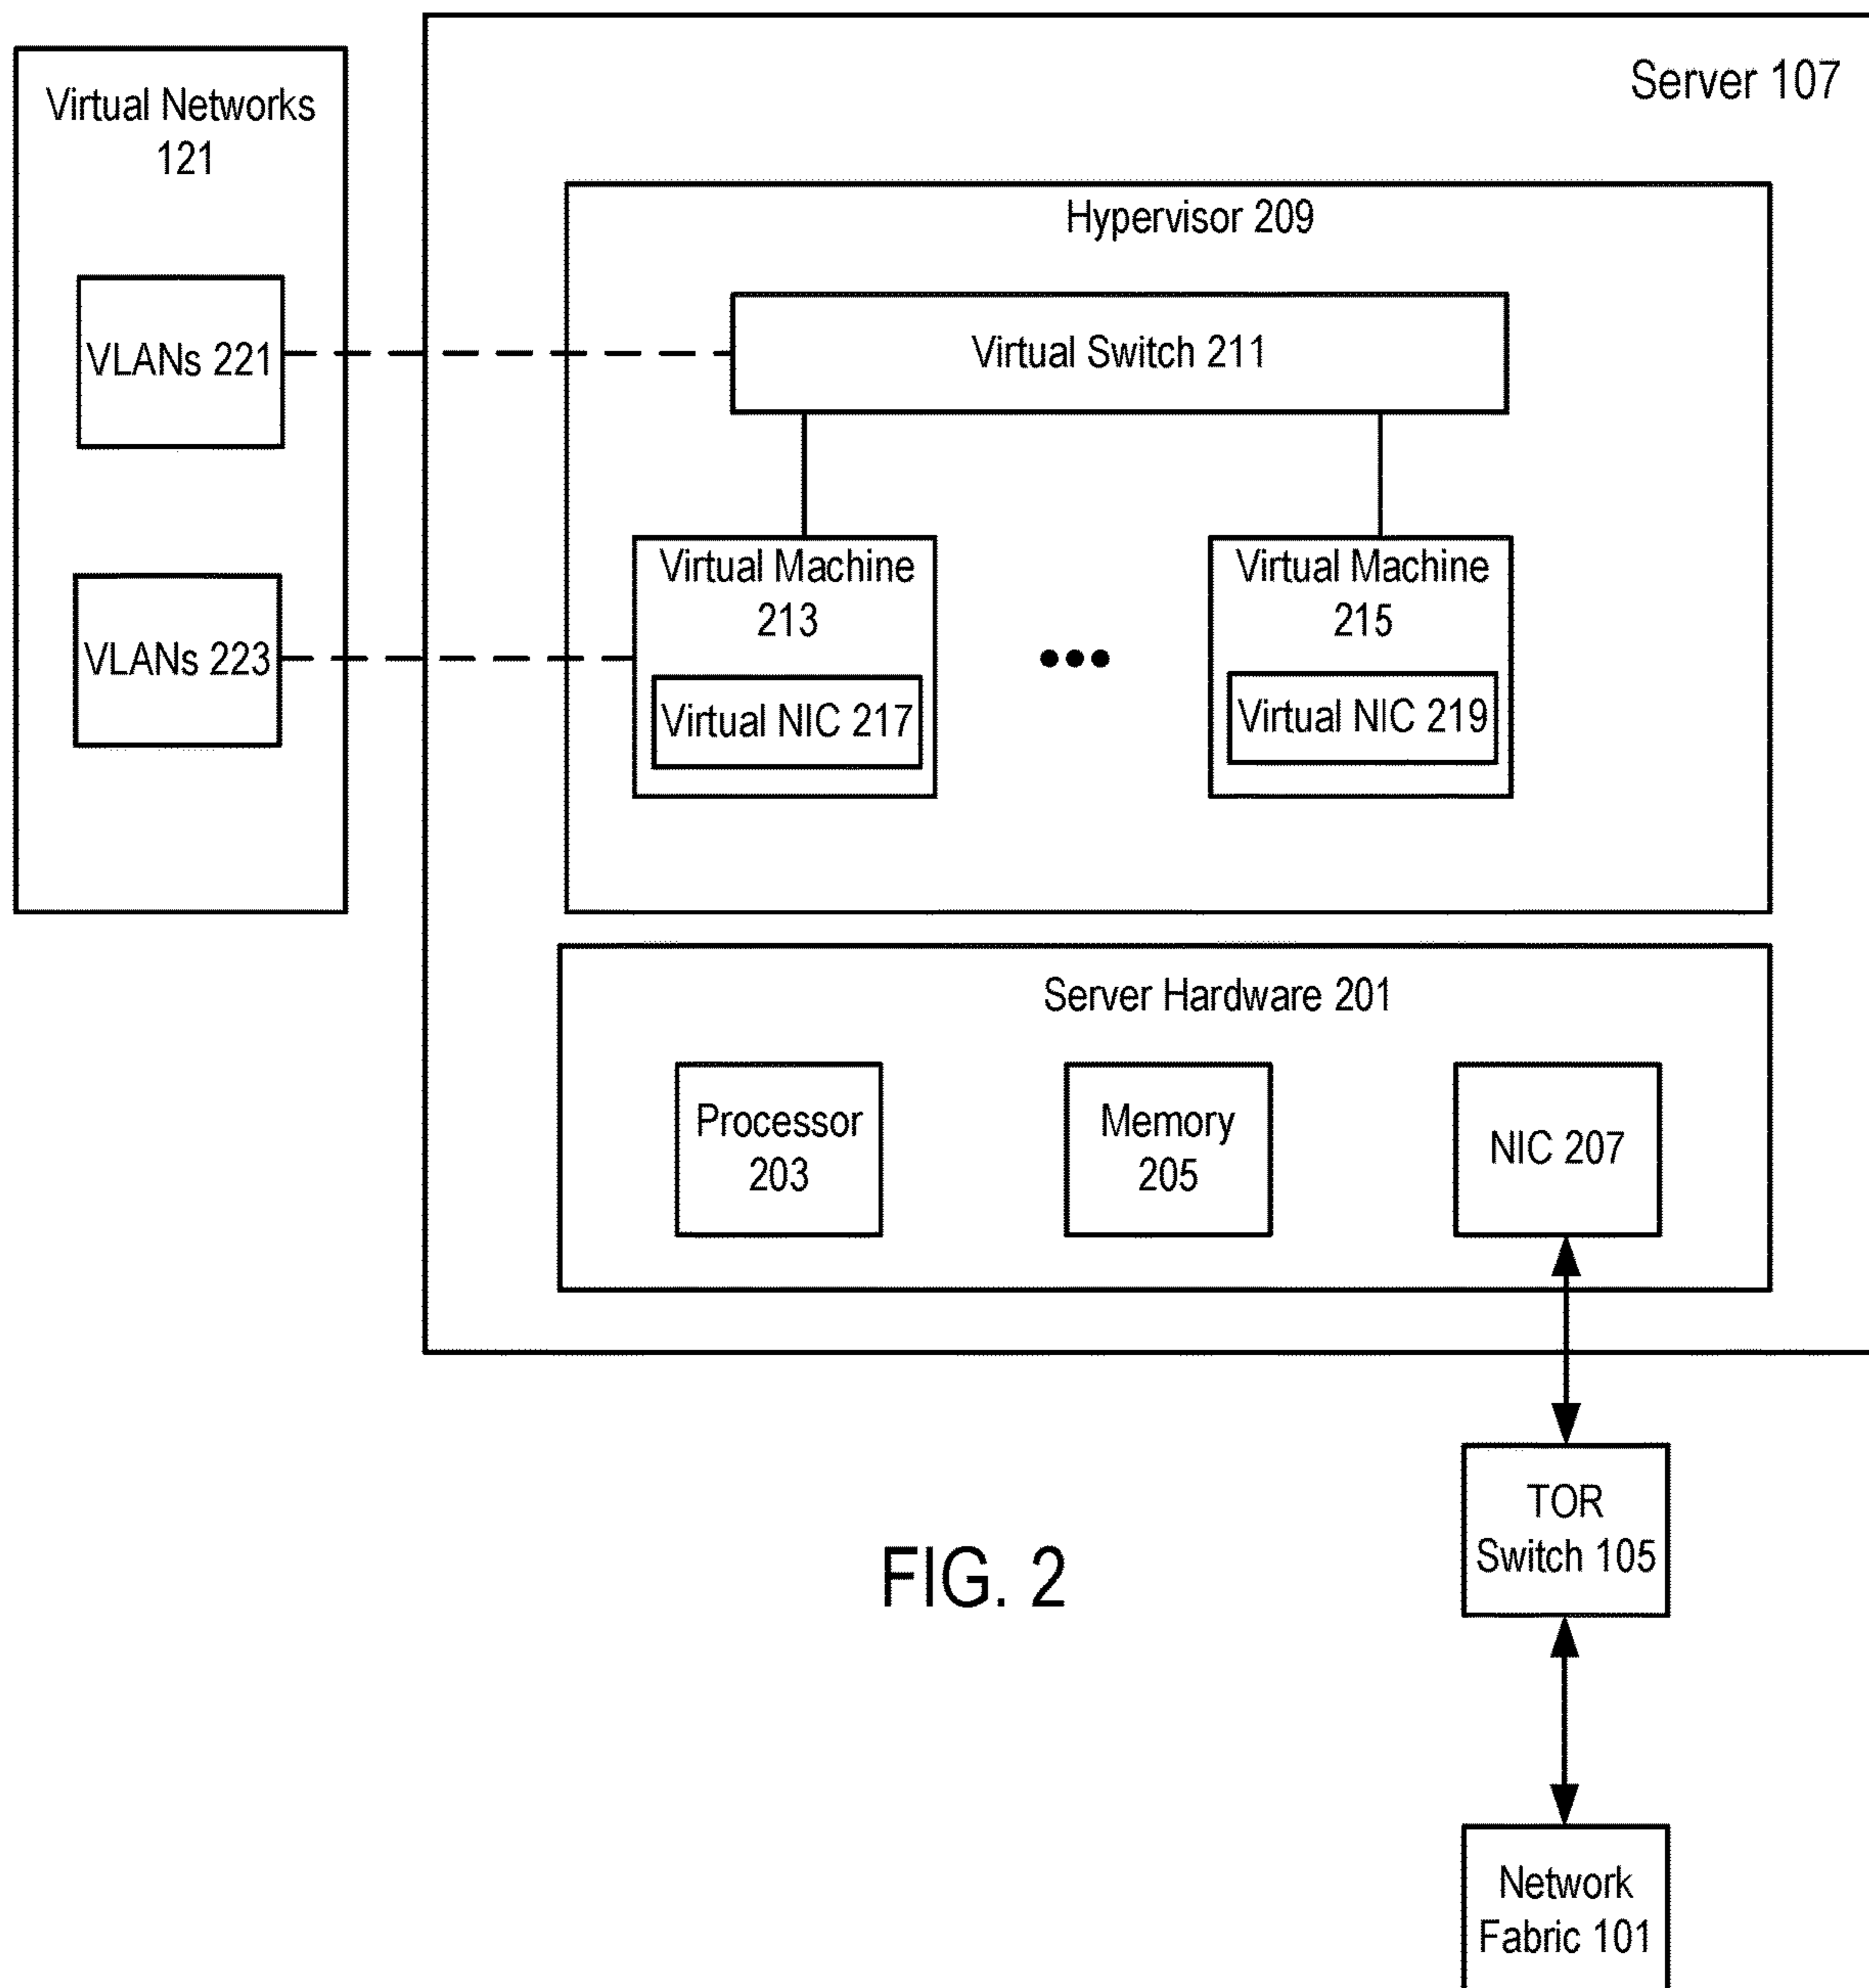 Server 107
Virtual Networks
121
Hypervisor 209
VLANs 221
Virtual Switch 211
Virtual Machine
213
Virtual Machine
215
VLANs 223
Virtual NIC 217
Virtual NIC 219
Server Hardware 201
Processor
203
Memory
205
NIC 207
TOR
Switch 105
FIG. 2
Network
Fabric 101